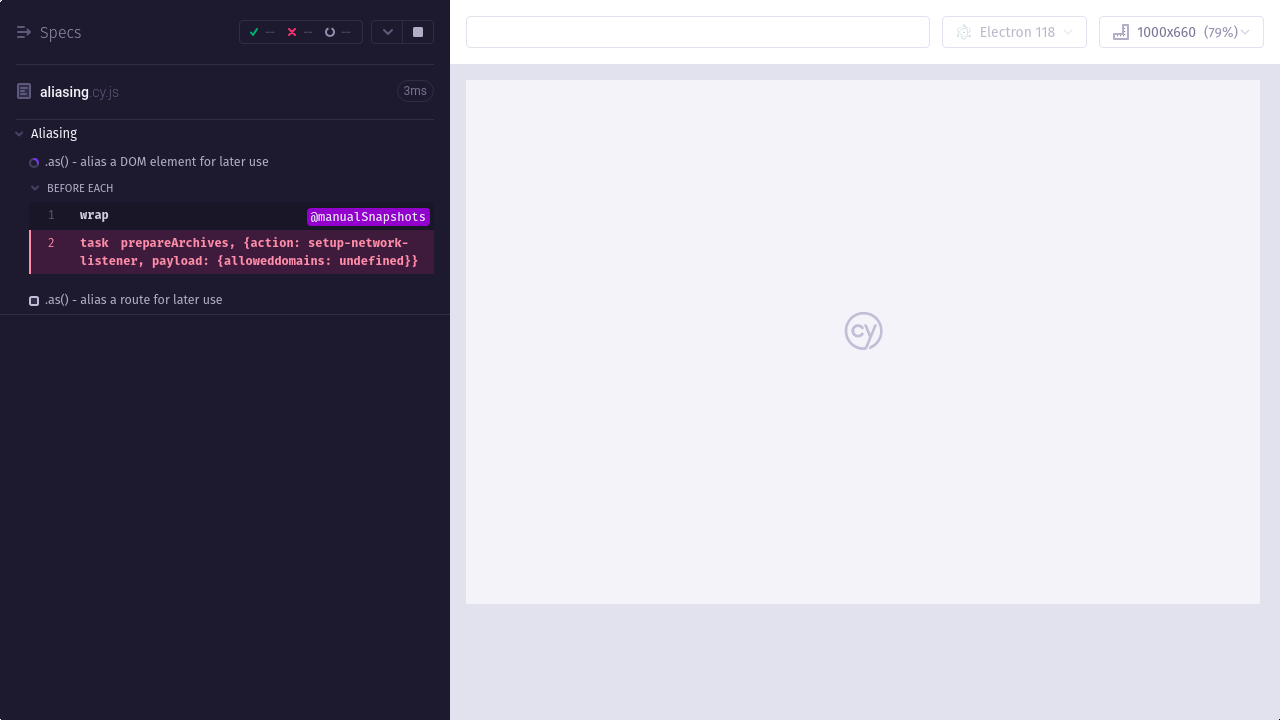 Specs
--
--
--
Electron 118
1000x660 (79%)
aliasing.cy.js
3ms
Aliasing
.as() - alias a DOM element for later use
BEFORE EACH
1 wrap @manualSnapshots
2 task prepareArchives, {action: setup-network-
listener, payload: {alloweddomains: undefined}}
.as() - alias a route for later use
cy